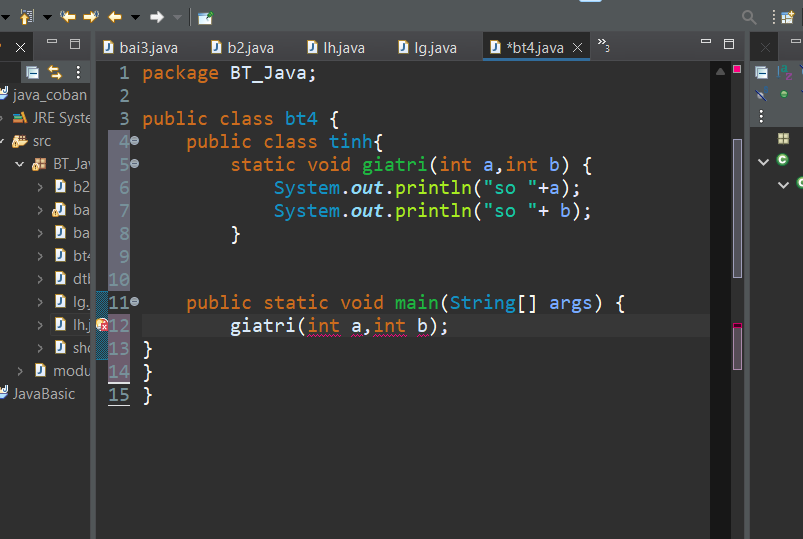 bai3.java b2.java lh.java lg.java *bt4.java 3
java_coban
JRE Syste
src
BT_Jav
b2
ba
ba
bt4
dth
lg.
lh.j
sho
modu
JavaBasic
1 package BT_Java;
2
3 public class bt4 {
4 public class tinh{
5 static void giatri(int a,int b) {
6 System.out.println("so "+a);
7 System.out.println("so "+ b);
8 }
9
10
11 public static void main(String[] args) {
12 giatri(int a,int b);
13 }
14 }
15 }